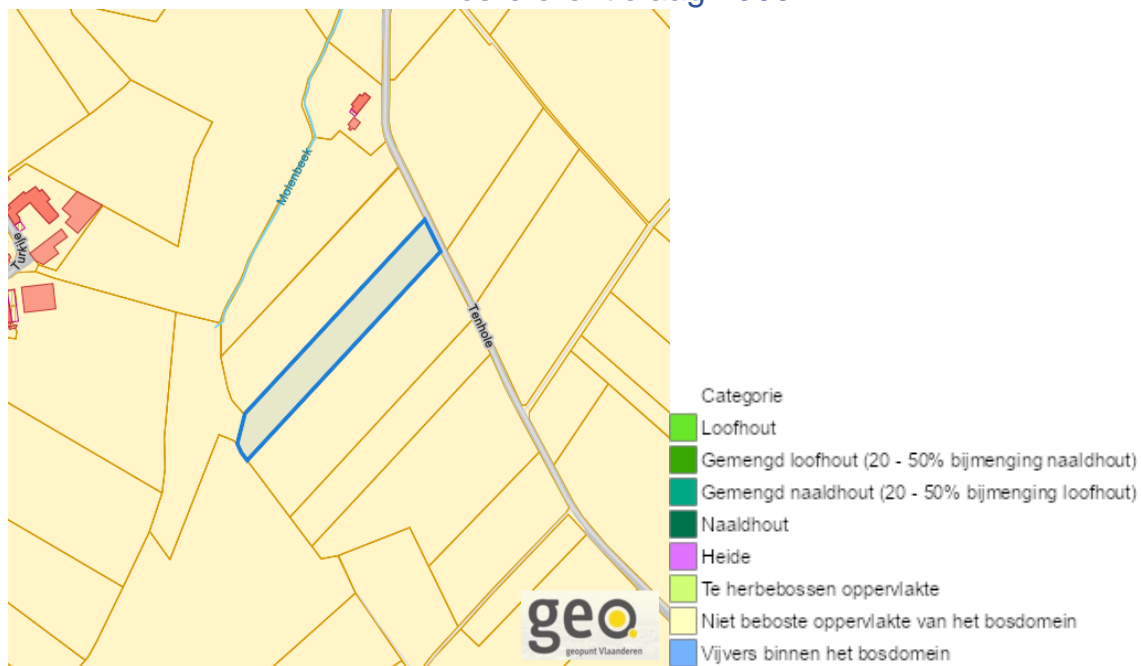 Molenbeek
Turkije
Tenhole
Categorie
Loofhout
Gemengd loofhout (20 - 50% bijmenging naaldhout)
Gemengd naaldhout (20 - 50% bijmenging loofhout)
Naaldhout
Heide
Te herbebossen oppervlakte
Niet beboste oppervlakte van het bosdomein
Vijvers binnen het bosdomein
geo.
geopunt Vlaanderen